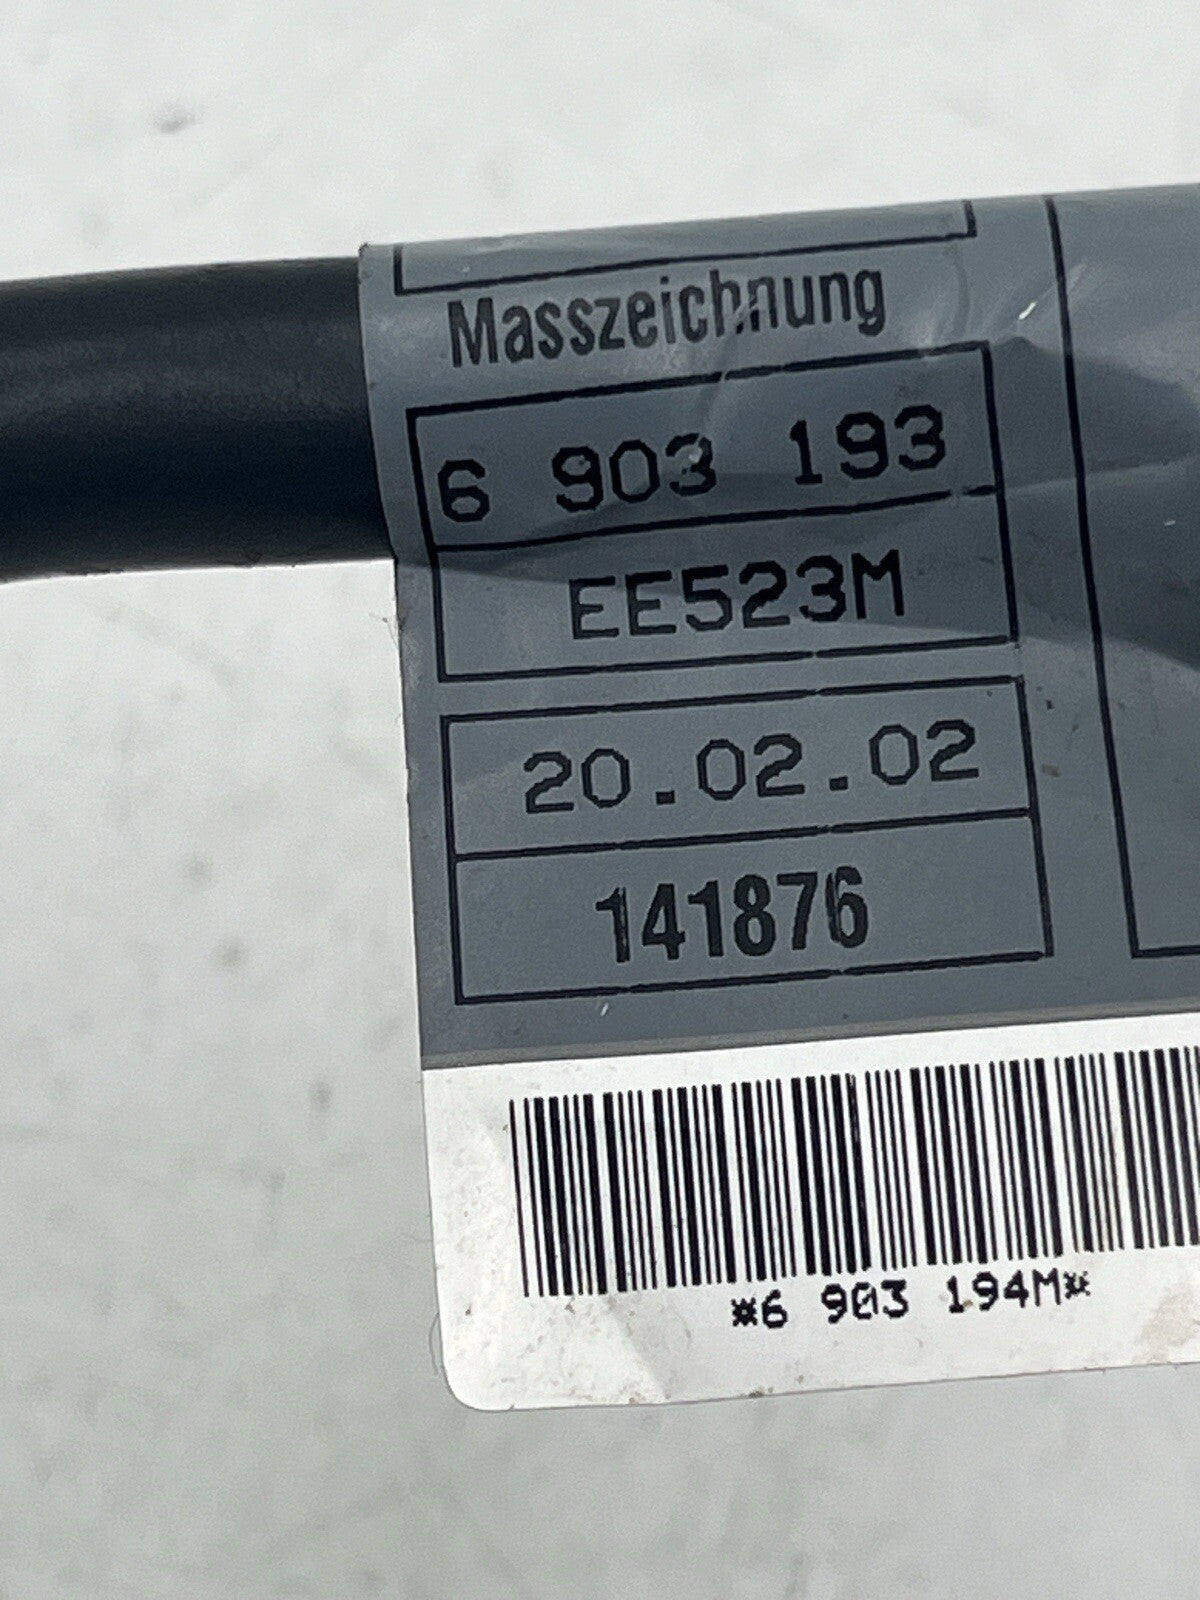 Masszeichnung
6 903 193
EE523M
20.02.02
141876
*6 903 194M*